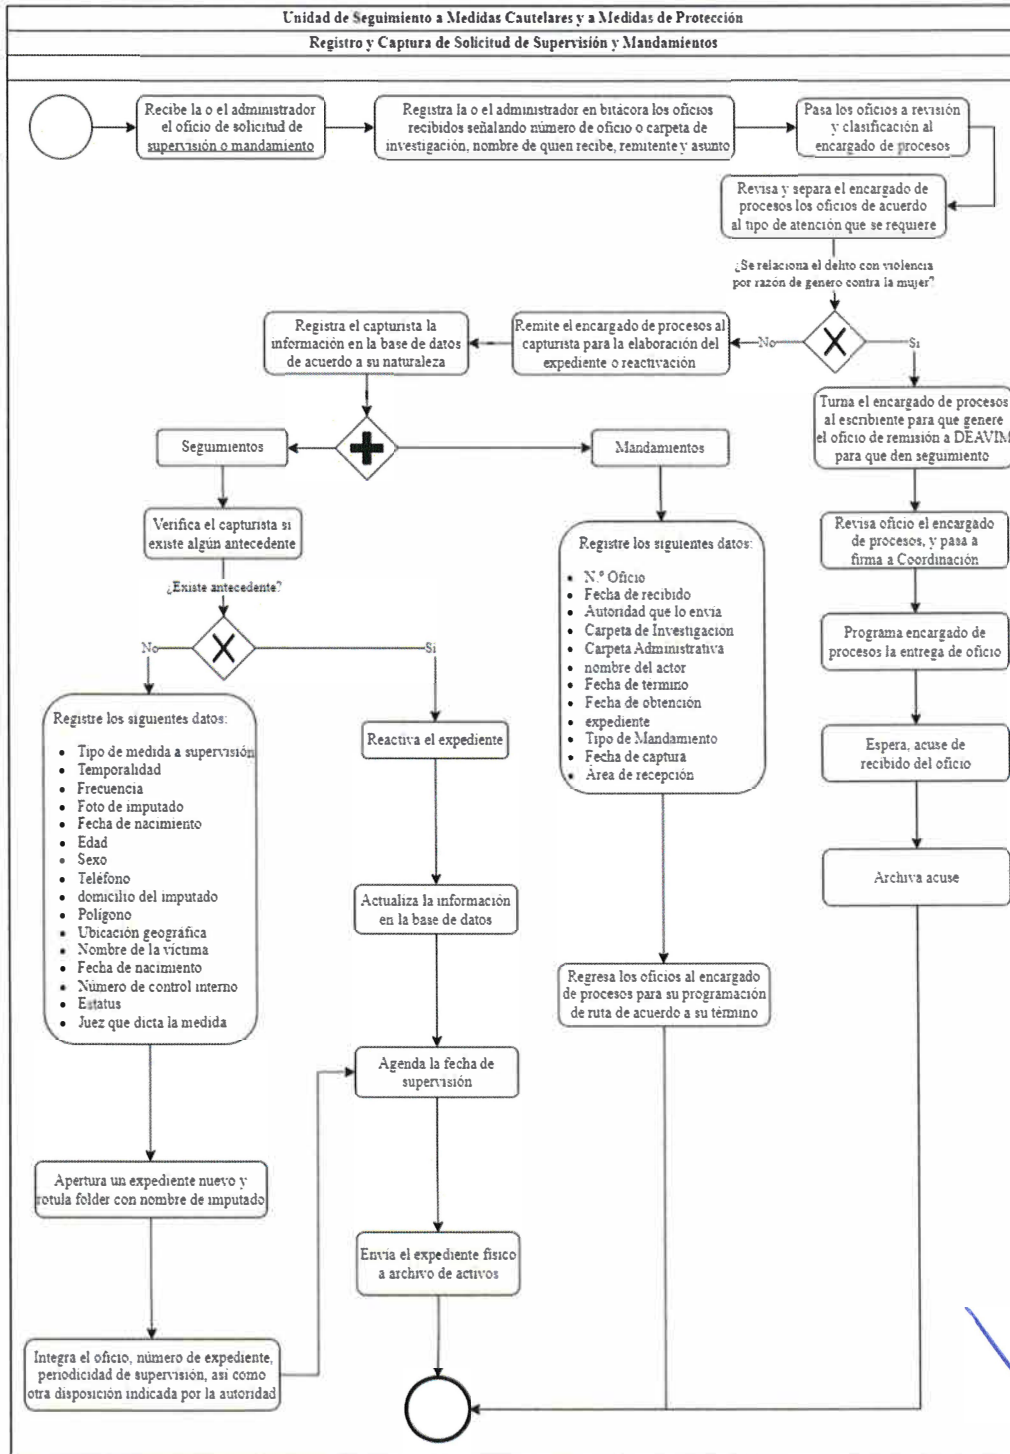 Unidad de Seguimiento a Medidas Cautelares y a Medidas de Protección
Registro y Captura de Solicitud de Supervisión y Mandamientos
Recibe la o el administrador
el oficio de solicitud de
supervisión o mandamiento
Registra la o el administrador en bitácora los oficios
recibidos señalando número de oficio o carpeta de
investigación, nombre de quien recibe, remitente y asunto
Pasa los oficios a revisión
y clasificación al
encargado de procesos
Revisa y separa el encargado de
procesos los oficios de acuerdo
al tipo de atención que se requiere
¿Se relaciona el delito con violencia
por razón de genero contra la mujer?
No
Si
Remite el encargado de procesos al
capturista para la elaboración del
expediente o reactivación
Registra el capturista la
información en la base de datos
de acuerdo a su naturaleza
Turna el encargado de procesos
al escribiente para que genere
el oficio de remisión a DEAVIM
para que den seguimiento
Seguimientos
Mandamientos
Verifica el capturista si
existe algún antecedente
¿Existe antecedente?
No
Si
Revisa oficio el encargado
de procesos, y pasa a
firma a Coordinación
Programa encargado de
procesos la entrega de oficio
Espera, acuse de
recibido del oficio
Archiva acuse
Registre los siguientes datos:
• N.º Oficio
• Fecha de recibido
• Autoridad que lo envia
• Carpeta de Investigacion
• Carpeta Administrativa
• nombre del actor
• Fecha de termino
• Fecha de obtención
• expediente
• Tipo de Mandamiento
• Fecha de captura
• Área de recepción
Regresa los oficios al encargado
de procesos para su programación
de ruta de acuerdo a su término
Registre los siguientes datos:
• Tipo de medida a supervisión
• Temporalidad
• Frecuencia
• Foto de imputado
• Fecha de nacimiento
• Edad
• Sexo
• Teléfono
• domicilio del imputado
• Polígono
• Ubicación geográfica
• Nombre de la víctima
• Fecha de nacimiento
• Número de control interno
• Estatus
• Juez que dicta la medida
Reactiva el expediente
Actualiza la información
en la base de datos
Agenda la fecha de
supervisión
Envia el expediente físico
a archivo de activos
Apertura un expediente nuevo y
rotula folder con nombre de imputado
Integra el oficio, número de expediente,
periodicidad de supervisión, así como
otra disposición indicada por la autoridad